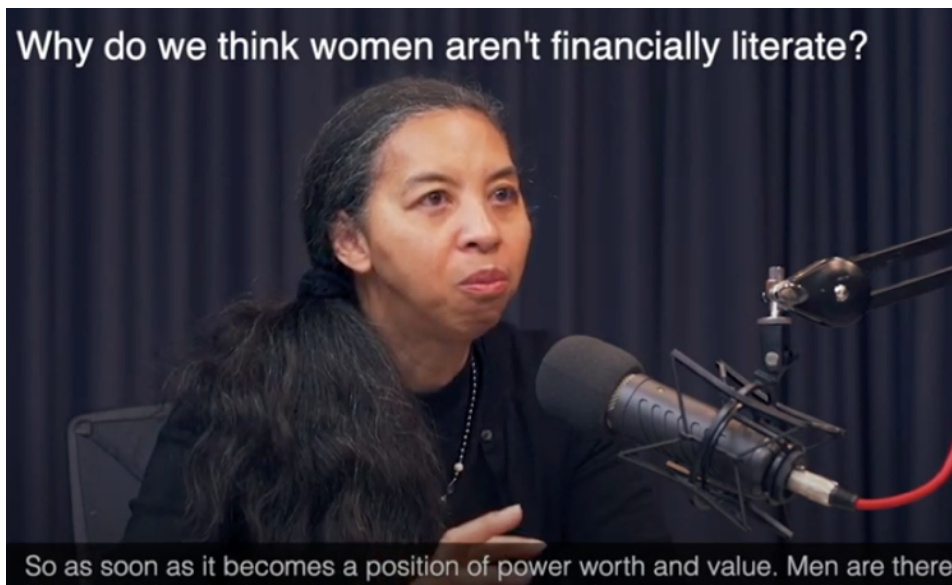 Why do we think women aren't financially literate?
So as soon as it becomes a position of power worth and value. Men are there